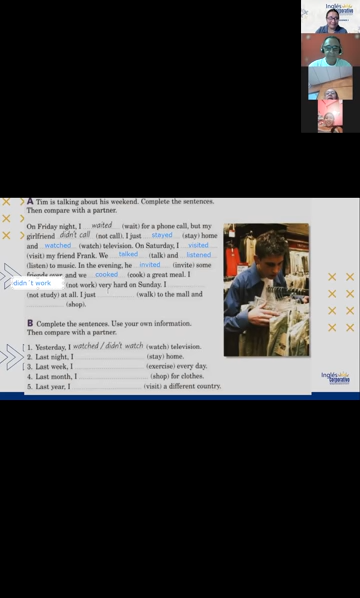 Inglés
Corporative
A Tim is talking about his weekend. Complete the sentences.
Then compare with a partner.
On Friday night, I waited (wait) for a phone call, but my
girlfriend didn't call (not call). I just stayed (stay) home
and watched (watch) television. On Saturday, I visited
(visit) my friend Frank. We talked (talk) and listened
(listen) to music. In the evening, he invited (invite) some
friends over, and we cooked (cook) a great meal. I
didn´t work (not work) very hard on Sunday. I
(not study) at all. I just (walk) to the mall and
(shop).
B Complete the sentences. Use your own information.
Then compare with a partner.
1. Yesterday, I watched / didn't watch (watch) television.
2. Last night, I (stay) home.
3. Last week, I (exercise) every day.
4. Last month, I (shop) for clothes.
5. Last year, I (visit) a different country.
Inglés
Corporative